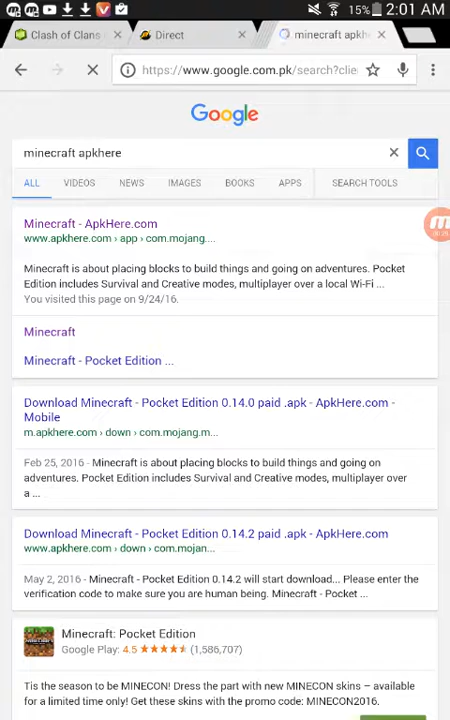 15% 2:01 AM
Clash of Clans × Direct × minecraft apkh ×
https://www.google.com.pk/search?clie
Google
minecraft apkhere ×
ALL VIDEOS NEWS IMAGES BOOKS APPS SEARCH TOOLS
Minecraft - ApkHere.com
www.apkhere.com › app › com.mojang....
Minecraft is about placing blocks to build things and going on adventures. Pocket
Edition includes Survival and Creative modes, multiplayer over a local Wi-Fi ...
You visited this page on 9/24/16.
Minecraft
Minecraft - Pocket Edition ...
Download Minecraft - Pocket Edition 0.14.0 paid .apk - ApkHere.com -
Mobile
m.apkhere.com › down › com.mojang.m...
Feb 25, 2016 - Minecraft is about placing blocks to build things and going on
adventures. Pocket Edition includes Survival and Creative modes, multiplayer over
a ...
Download Minecraft - Pocket Edition 0.14.2 paid .apk - ApkHere.com
www.apkhere.com › down › com.mojan...
May 2, 2016 - Minecraft - Pocket Edition 0.14.2 will start download... Please enter the
verification code to make sure you are human being. Minecraft - Pocket ...
Minecraft: Pocket Edition
Google Play: 4.5 ★★★★★ (1,586,707)
Tis the season to be MINECON! Dress the part with new MINECON skins – available
for a limited time only! Get these skins with the promo code: MINECON2016.